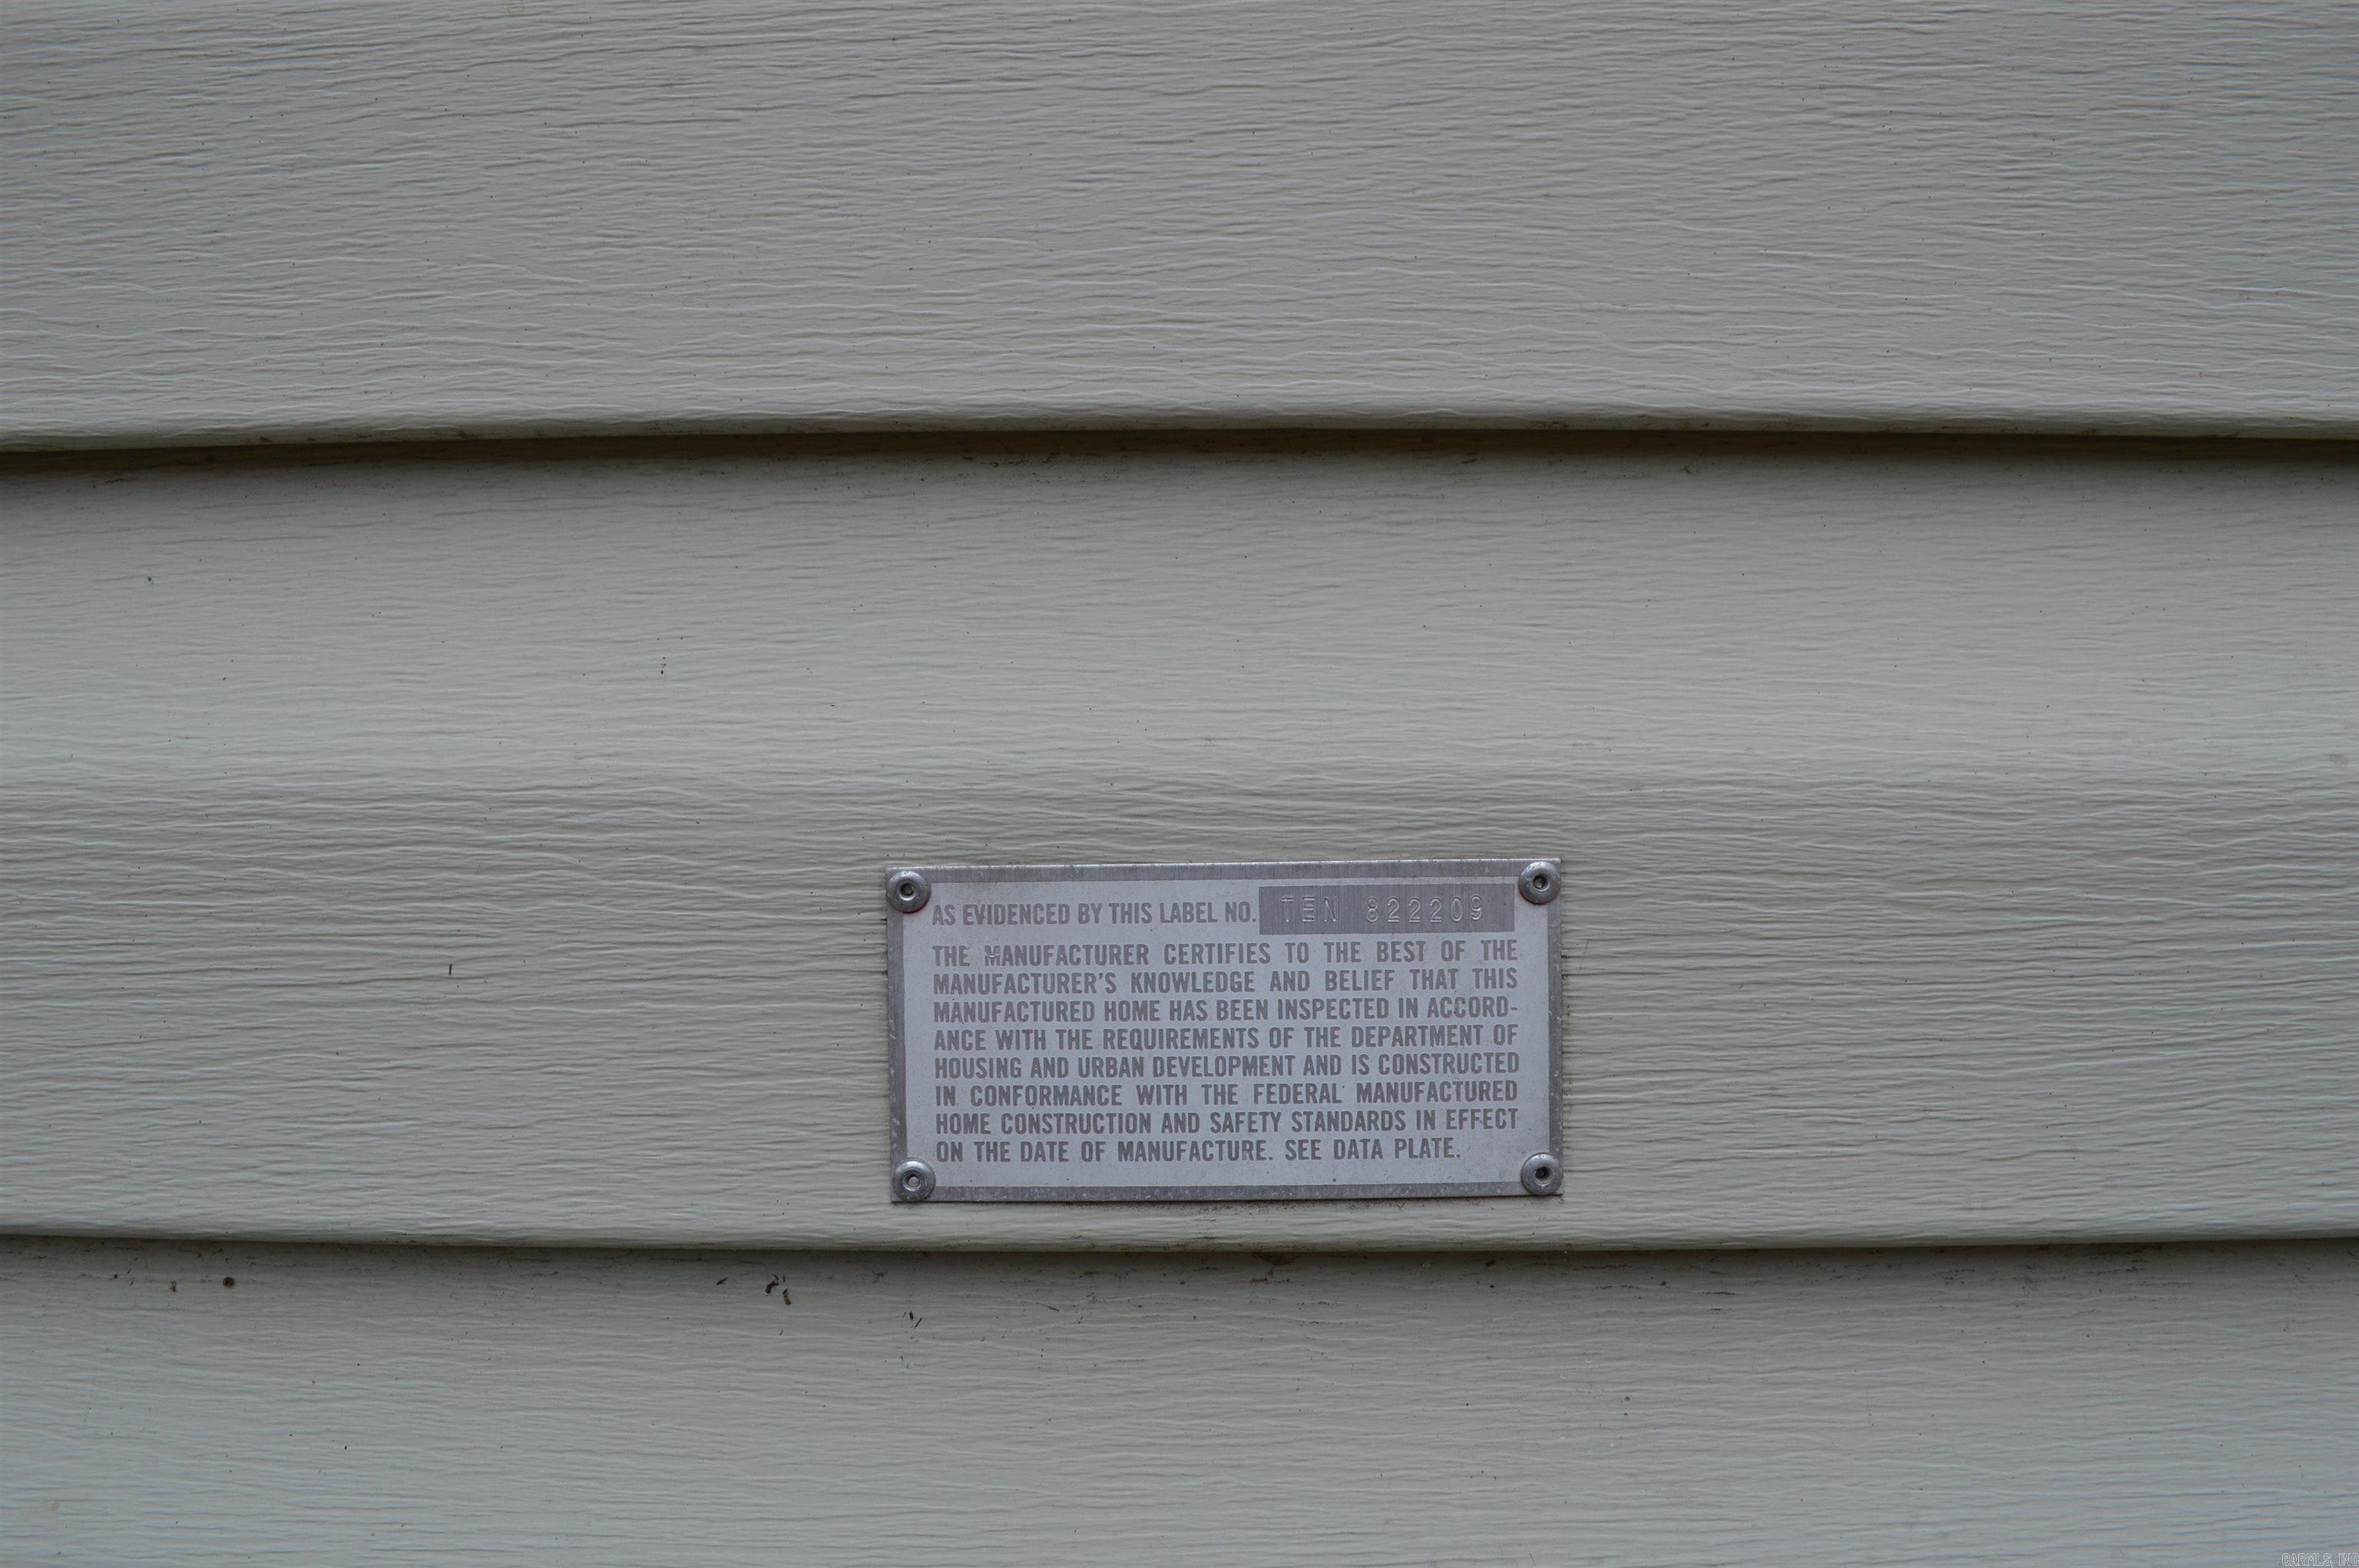 AS EVIDENCED BY THIS LABEL NO. TEN 822209
THE MANUFACTURER CERTIFIES TO THE BEST OF THE
MANUFACTURER'S KNOWLEDGE AND BELIEF THAT THIS
MANUFACTURED HOME HAS BEEN INSPECTED IN ACCORD-
ANCE WITH THE REQUIREMENTS OF THE DEPARTMENT OF
HOUSING AND URBAN DEVELOPMENT AND IS CONSTRUCTED
IN CONFORMANCE WITH THE FEDERAL MANUFACTURED
HOME CONSTRUCTION AND SAFETY STANDARDS IN EFFECT
ON THE DATE OF MANUFACTURE. SEE DATA PLATE.
CARMLS, INC